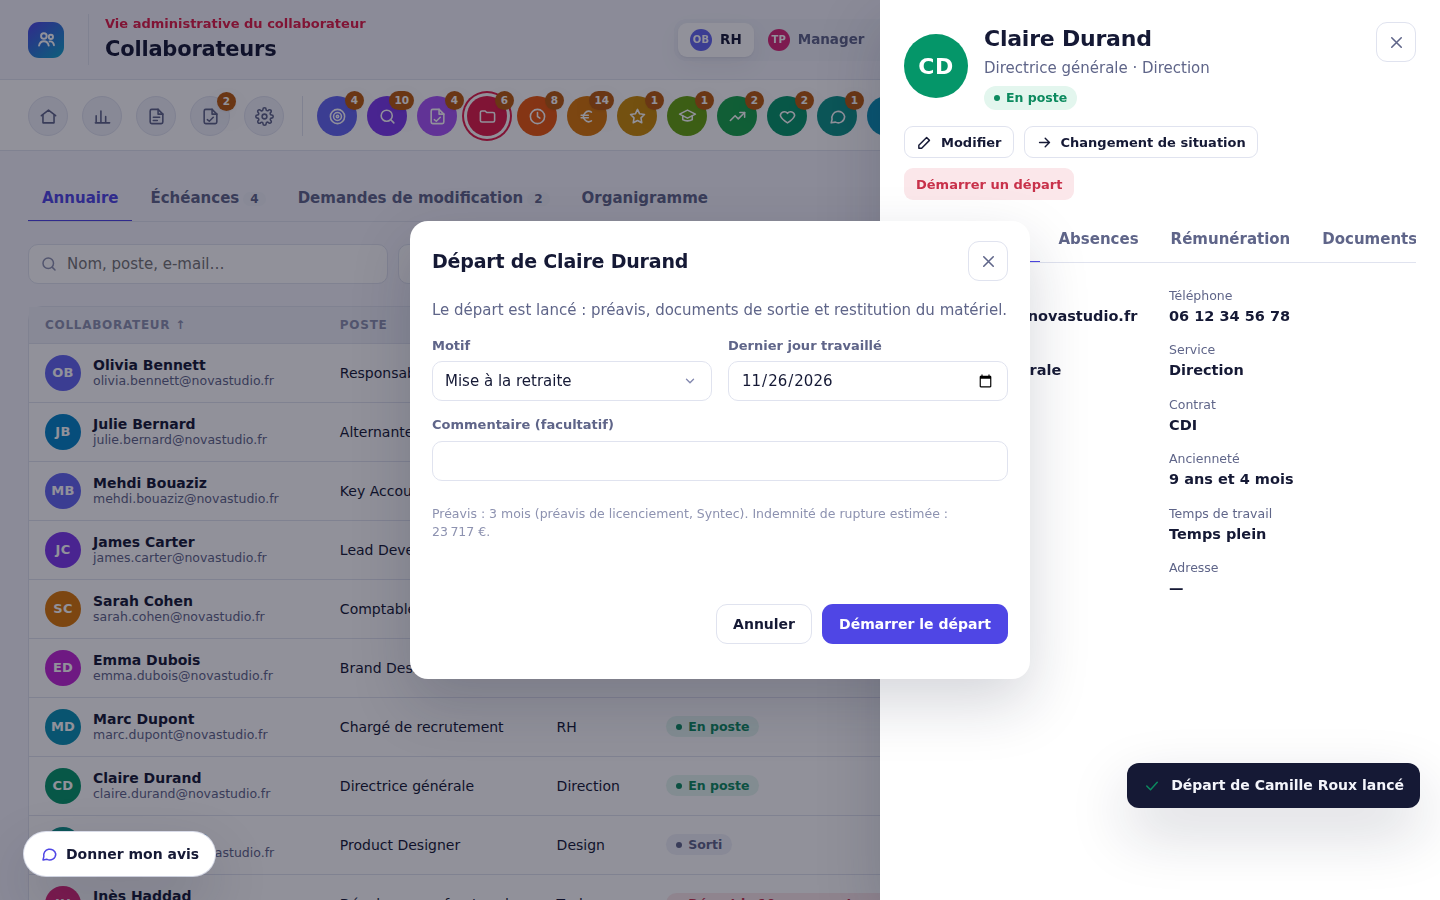 Vie administrative du collaborateur
Collaborateurs
OB RH
TP Manager
2
4
10
4
6
8
14
1
1
2
2
1
Annuaire
Échéances 4
Demandes de modification 2
Organigramme
Nom, poste, e-mail…
COLLABORATEUR ↑
POSTE
OB
Olivia Bennett
olivia.bennett@novastudio.fr
JB
Julie Bernard
julie.bernard@novastudio.fr
Alternante
MB
Mehdi Bouaziz
mehdi.bouaziz@novastudio.fr
Key Accou
JC
James Carter
james.carter@novastudio.fr
Lead Deve
SC
Sarah Cohen
sarah.cohen@novastudio.fr
Comptable
ED
Emma Dubois
emma.dubois@novastudio.fr
Brand Des
MD
Marc Dupont
marc.dupont@novastudio.fr
Chargé de recrutement
RH
En poste
CD
Claire Durand
claire.durand@novastudio.fr
Directrice générale
Direction
En poste
Product Designer
Design
Sorti
Inès Haddad
Donner mon avis
CD
Claire Durand
Directrice générale · Direction
En poste
Modifier
Changement de situation
Démarrer un départ
Absences
Rémunération
Documents
novastudio.fr
Téléphone
06 12 34 56 78
Service
Direction
Contrat
CDI
Ancienneté
9 ans et 4 mois
Temps de travail
Temps plein
Adresse
—
Départ de Claire Durand
Le départ est lancé : préavis, documents de sortie et restitution du matériel.
Motif
Mise à la retraite
Dernier jour travaillé
11/26/2026
Commentaire (facultatif)
Préavis : 3 mois (préavis de licenciement, Syntec). Indemnité de rupture estimée :
23 717 €.
Annuler
Démarrer le départ
Départ de Camille Roux lancé